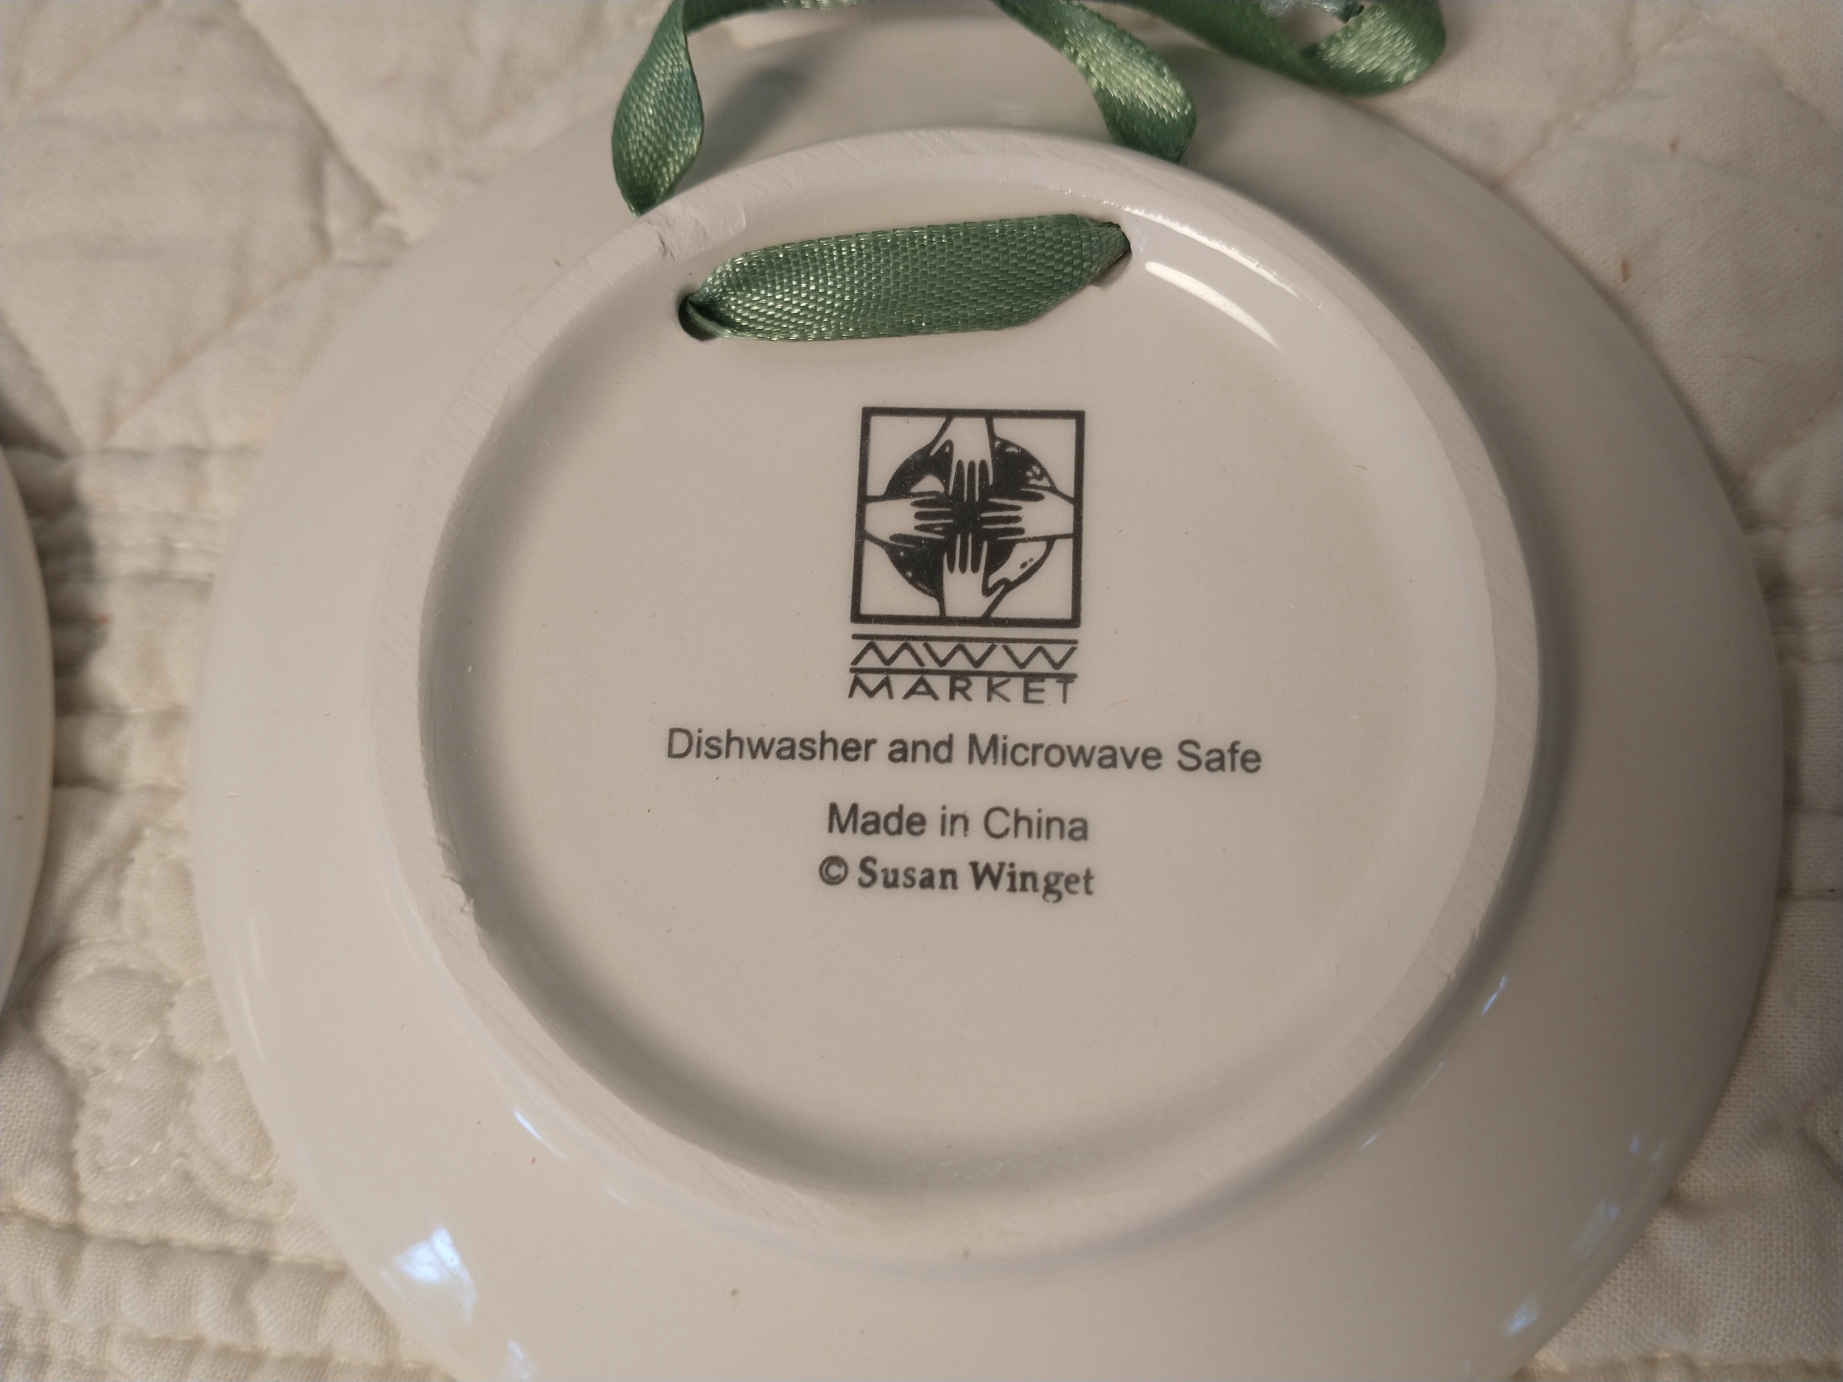 MWW
MARKET
Dishwasher and Microwave Safe
Made in China
© Susan Winget